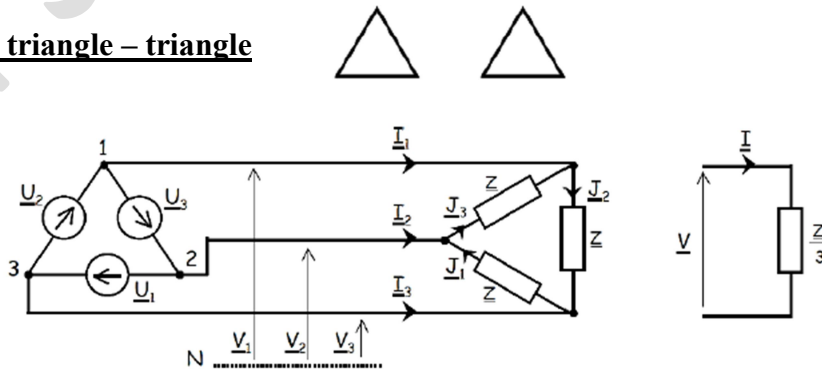 triangle – triangle
1
I1
U2
U3
J3
Z
J2
I
I2
Z
V
Z
3
3
2
J1
U1
Z
I3
V1
V2
V3
N